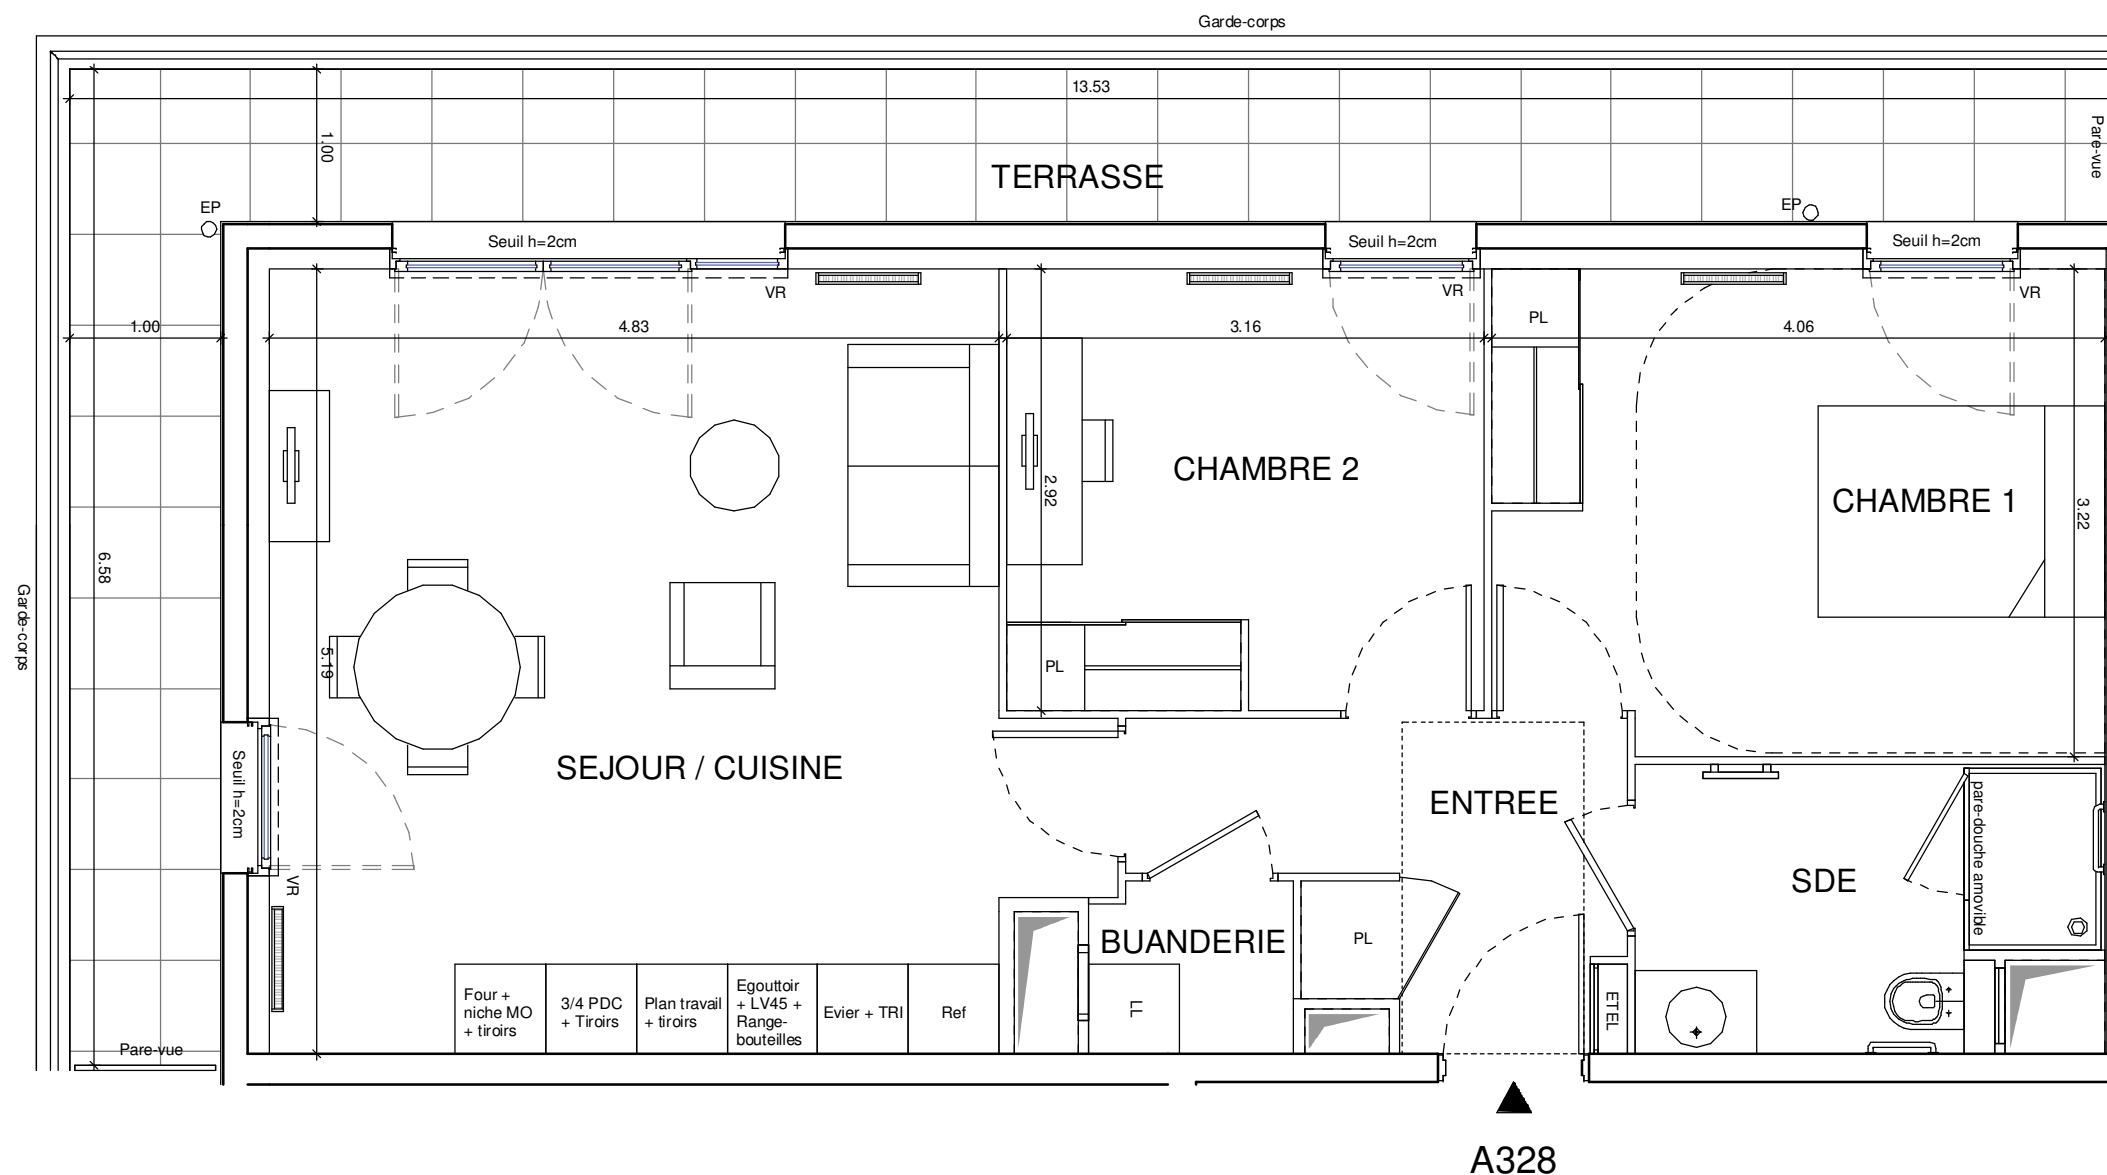 Garde-corps
13.53
1.00
Pare-vue
TERRASSE
EP
EP
Seuil h=2cm
Seuil h=2cm
Seuil h=2cm
VR
VR
VR
PL
1.00
4.83
3.16
4.06
CHAMBRE 2
2.92
CHAMBRE 1
3.22
6.58
Garde-corps
5.19
PL
SEJOUR / CUISINE
Seuil h=2cm
ENTREE
VR
SDE
pare-douche amovible
BUANDERIE
PL
Four +
niche MO
+ tiroirs
3/4 PDC
+ Tiroirs
Plan travail
+ tiroirs
Egouttoir
+ LV45 +
Range-
bouteilles
Evier + TRI
Ref
LL
ETEL
Pare-vue
A328